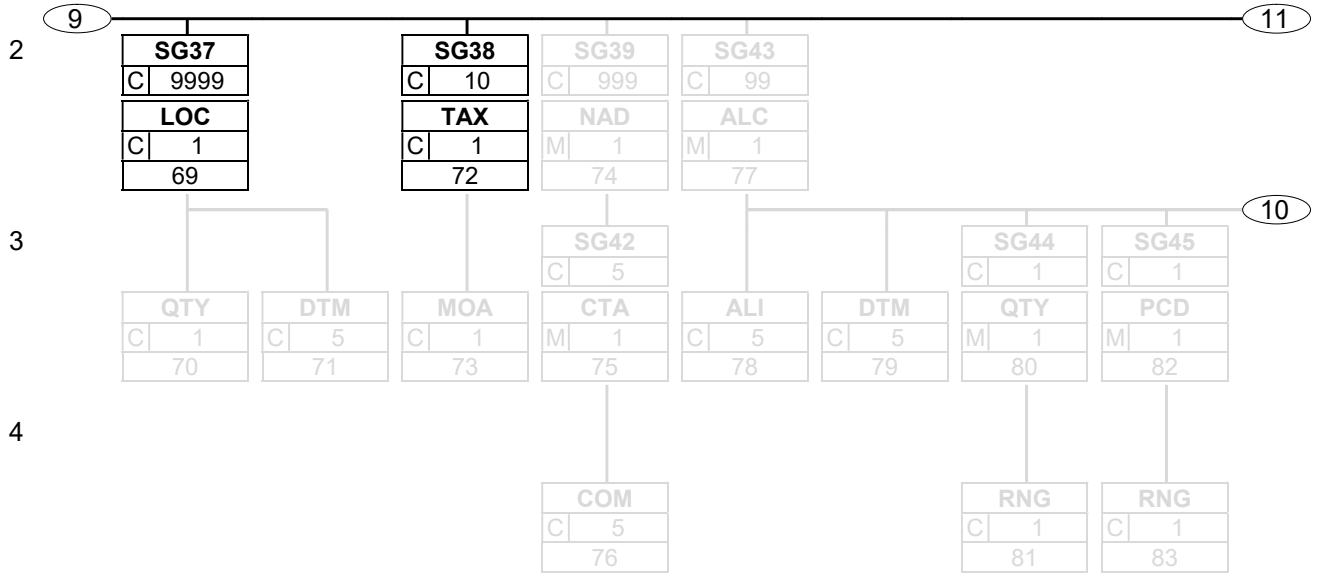 9 11
2 SG37 SG38 SG39 SG43
C 9999 C 10 C 999 C 99
LOC TAX NAD ALC
C 1 C 1 M 1 M 1
69 72 74 77
10
3 SG42 SG44 SG45
C 5 C 1 C 1
QTY DTM MOA CTA ALI DTM QTY PCD
C 1 C 5 C 1 M 1 C 5 C 5 M 1 M 1
70 71 73 75 78 79 80 82
4
COM RNG RNG
C 5 C 1 C 1
76 81 83